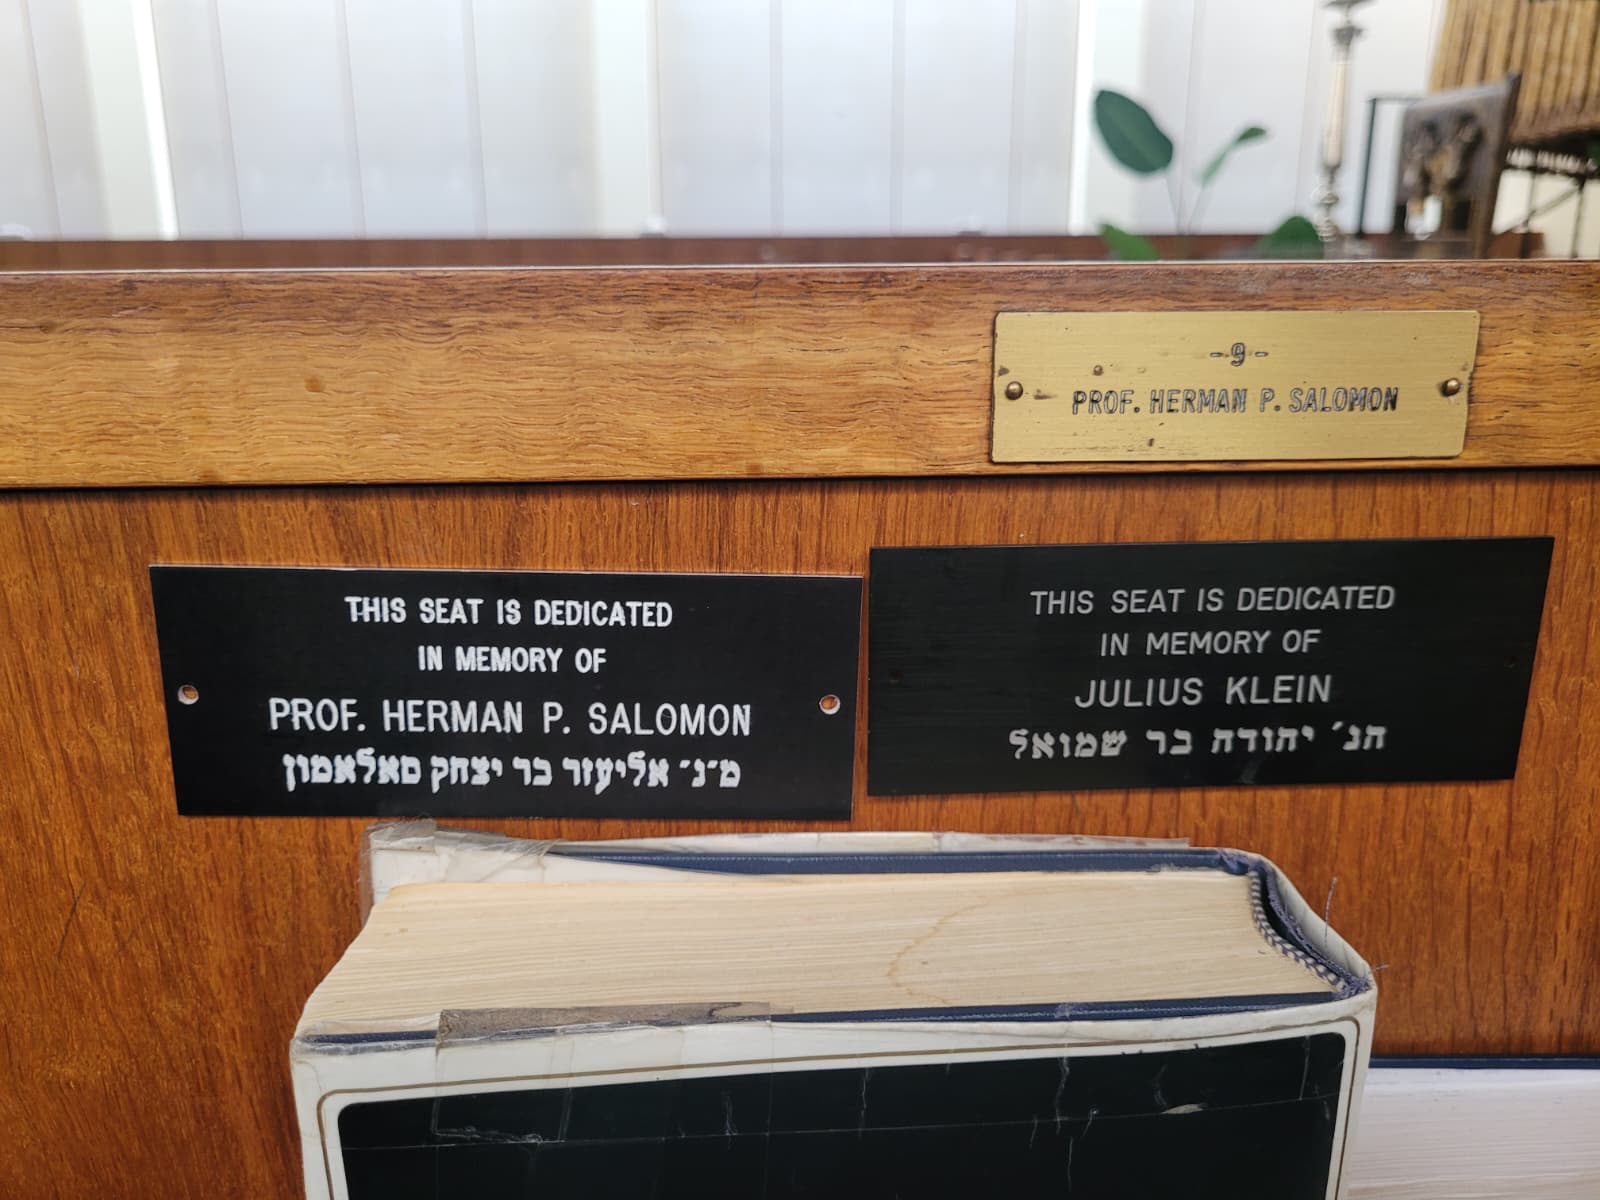 -9-
PROF. HERMAN P. SALOMON
THIS SEAT IS DEDICATED
IN MEMORY OF
PROF. HERMAN P. SALOMON
מ״נ״ אליעזר בר יצחק סאלאמון
THIS SEAT IS DEDICATED
IN MEMORY OF
JULIUS KLEIN
חנ׳ יהודה בר שמואל